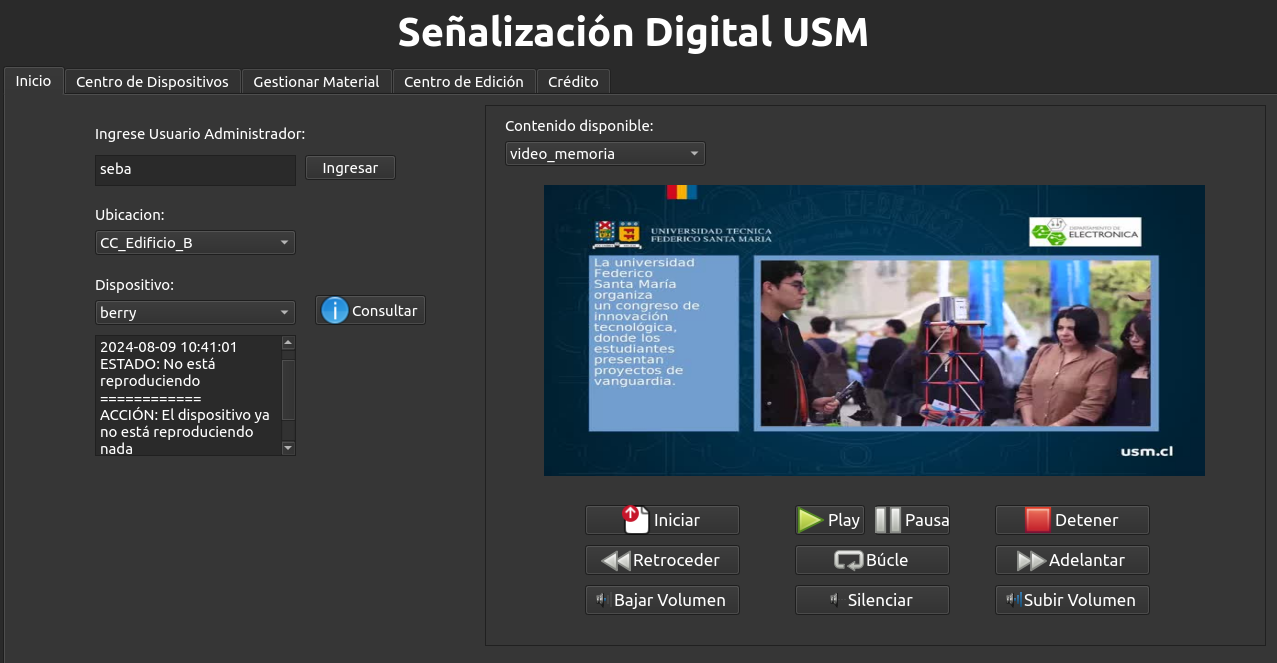 Señalización Digital USM
Inicio
Centro de Dispositivos
Gestionar Material
Centro de Edición
Crédito
Ingrese Usuario Administrador:
seba
Ingresar
Ubicacion:
CC_Edificio_B
Dispositivo:
berry
Consultar
2024-08-09 10:41:01
ESTADO: No está
reproduciendo
============
ACCIÓN: El dispositivo ya
no está reproduciendo
nada
Contenido disponible:
video_memoria
UNIVERSIDAD TECNICA
FEDERICO SANTA MARIA
DEPARTAMENTO DE
ELECTRONICA
La universidad
Federico
Santa María
organiza
un congreso de
innovación
tecnológica,
donde los
estudiantes
presentan
proyectos de
vanguardia.
usm.cl
Iniciar
Play
Pausa
Detener
Retroceder
Búcle
Adelantar
Bajar Volumen
Silenciar
Subir Volumen